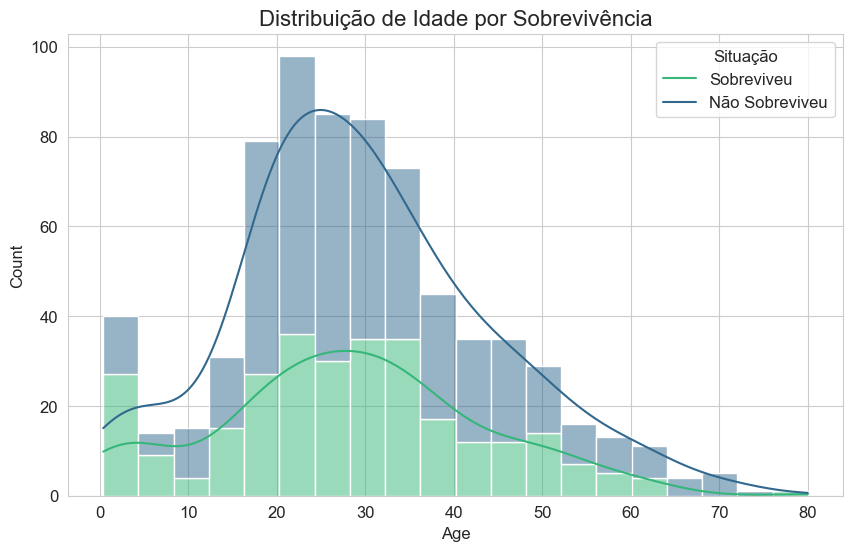 Distribuição de Idade por Sobrevivência
Situação
Sobreviveu
Não Sobreviveu
100
80
60
40
20
0
Count
0 10 20 30 40 50 60 70 80
Age